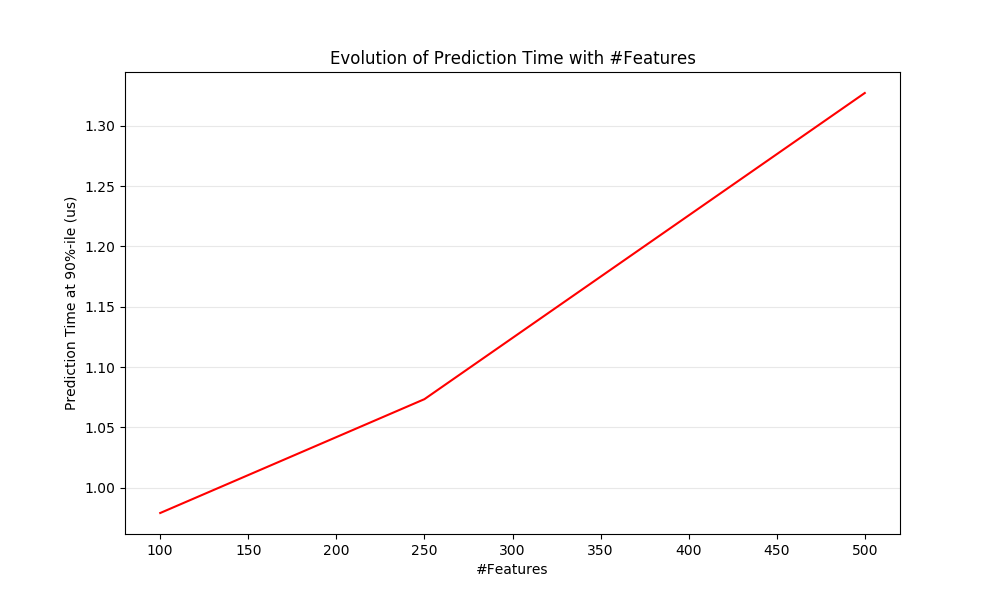 Evolution of Prediction Time with #Features
Prediction Time at 90%-ile (us)
1.30
1.25
1.20
1.15
1.10
1.05
1.00
100 150 200 250 300 350 400 450 500
#Features